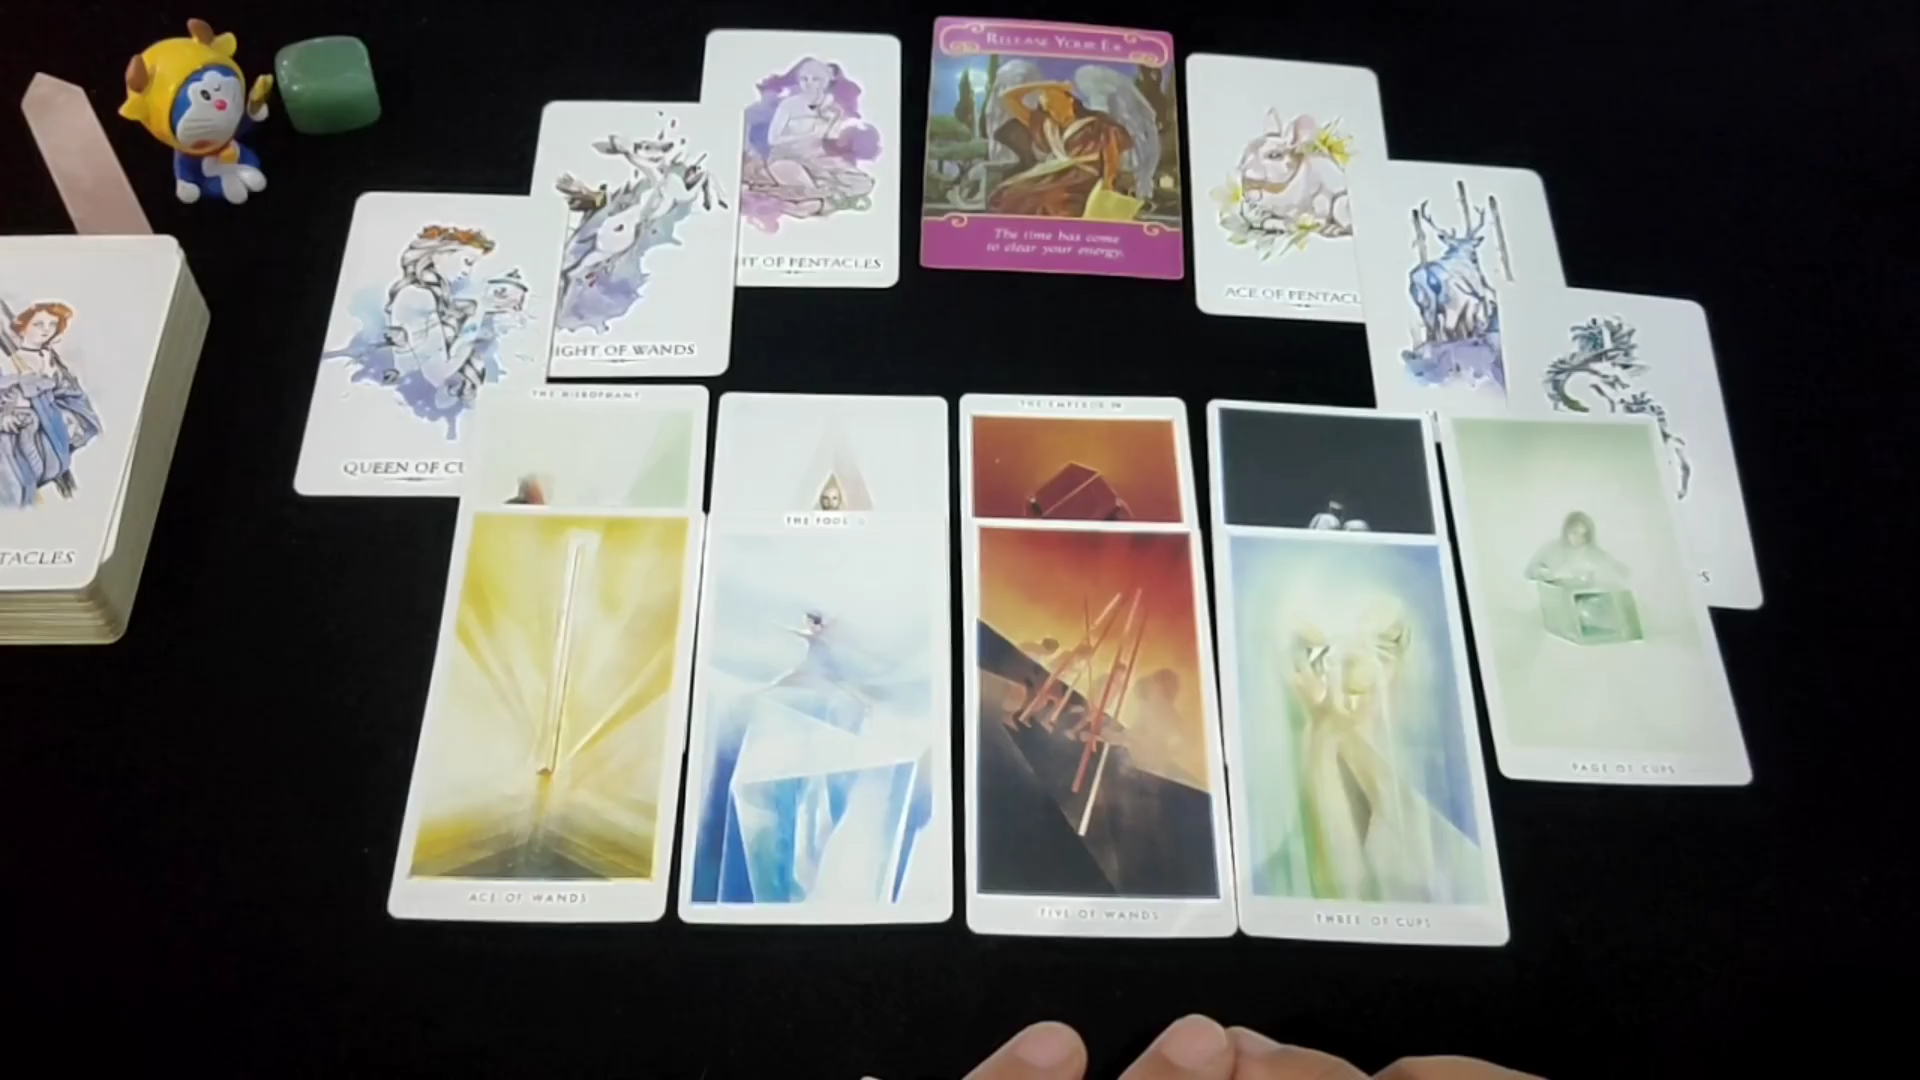 RELEASE YOUR EX
The time has come
to clear your energy.
HT OF PENTACLES
ACE OF PENTACL
IGHT OF WANDS
QUEEN OF CU
TACLES
THE HIEROPHANT
THE FOOL
THE EMPEROR IV
PAGE OF CUPS
ACE OF WANDS
FIVE OF WANDS
THREE OF CUPS